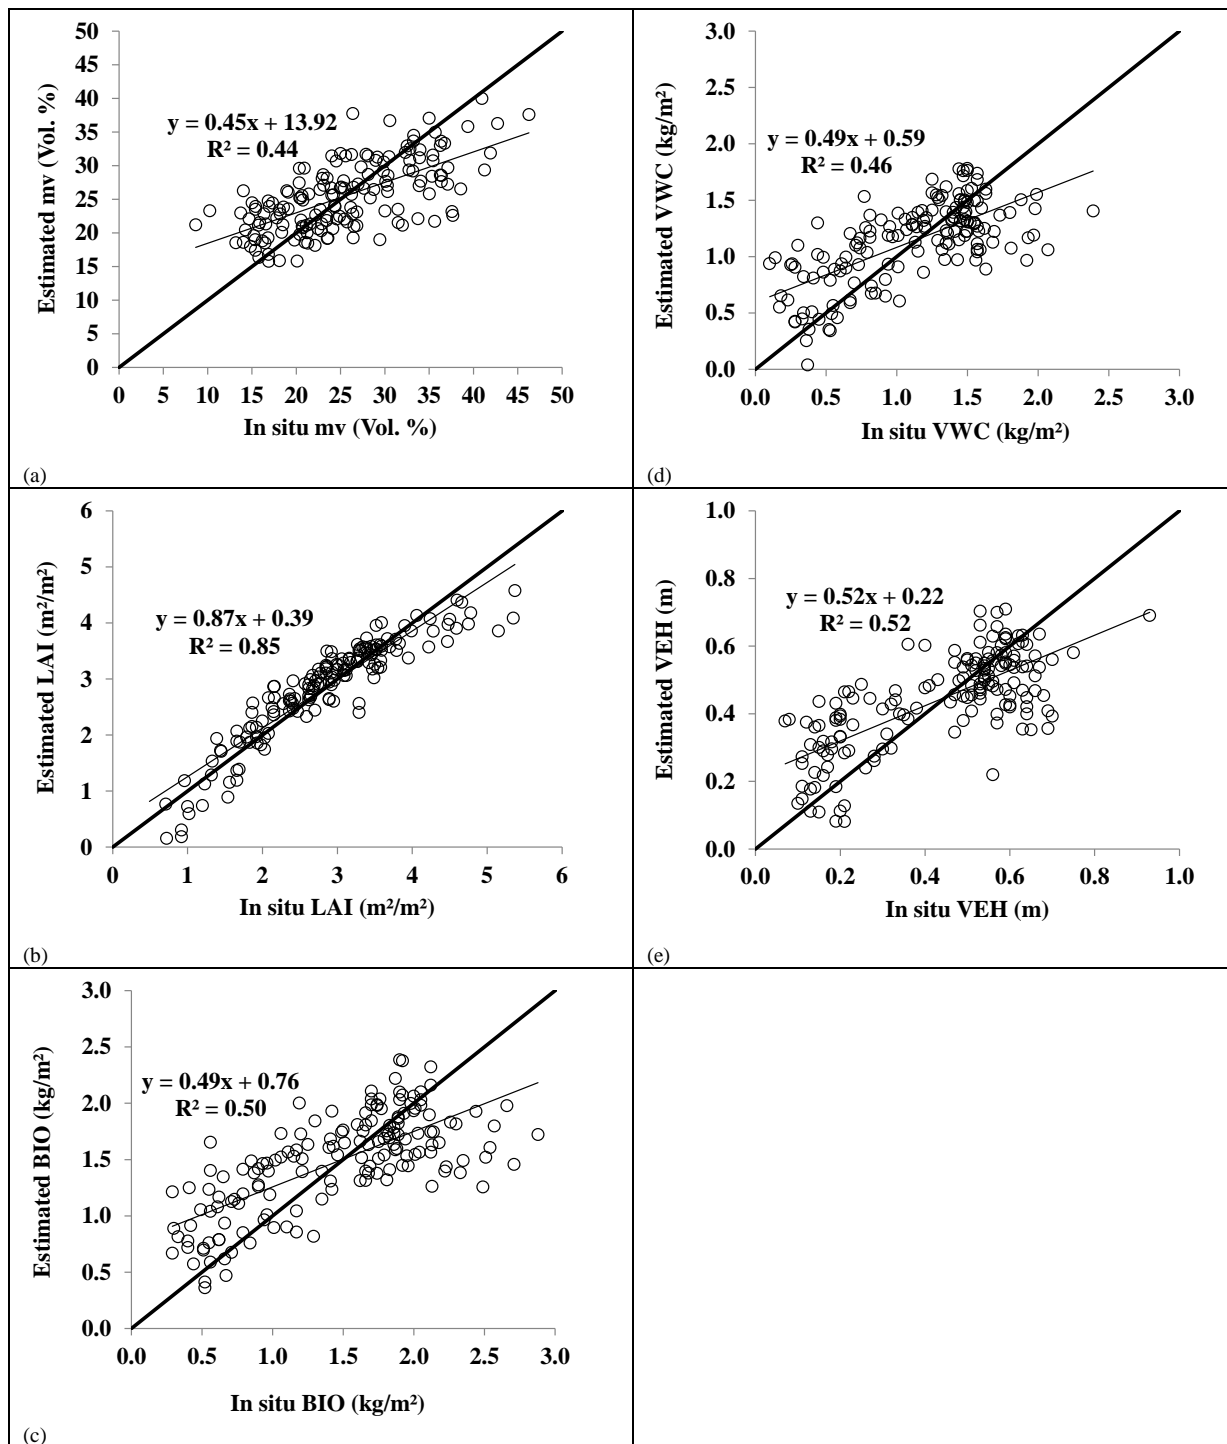 50
45
40
35
30
25
20
15
10
5
0
Estimated mv (Vol. %)
y = 0.45x + 13.92
R² = 0.44
0 5 10 15 20 25 30 35 40 45 50
In situ mv (Vol. %)
(a)
3.0
2.5
2.0
1.5
1.0
0.5
0.0
Estimated VWC (kg/m²)
y = 0.49x + 0.59
R² = 0.46
0.0 0.5 1.0 1.5 2.0 2.5 3.0
In situ VWC (kg/m²)
(d)
6
5
4
3
2
1
0
Estimated LAI (m²/m²)
y = 0.87x + 0.39
R² = 0.85
0 1 2 3 4 5 6
In situ LAI (m²/m²)
(b)
1.0
0.8
0.6
0.4
0.2
0.0
Estimated VEH (m)
y = 0.52x + 0.22
R² = 0.52
0.0 0.2 0.4 0.6 0.8 1.0
In situ VEH (m)
(e)
3.0
2.5
2.0
1.5
1.0
0.5
0.0
Estimated BIO (kg/m²)
y = 0.49x + 0.76
R² = 0.50
0.0 0.5 1.0 1.5 2.0 2.5 3.0
In situ BIO (kg/m²)
(c)